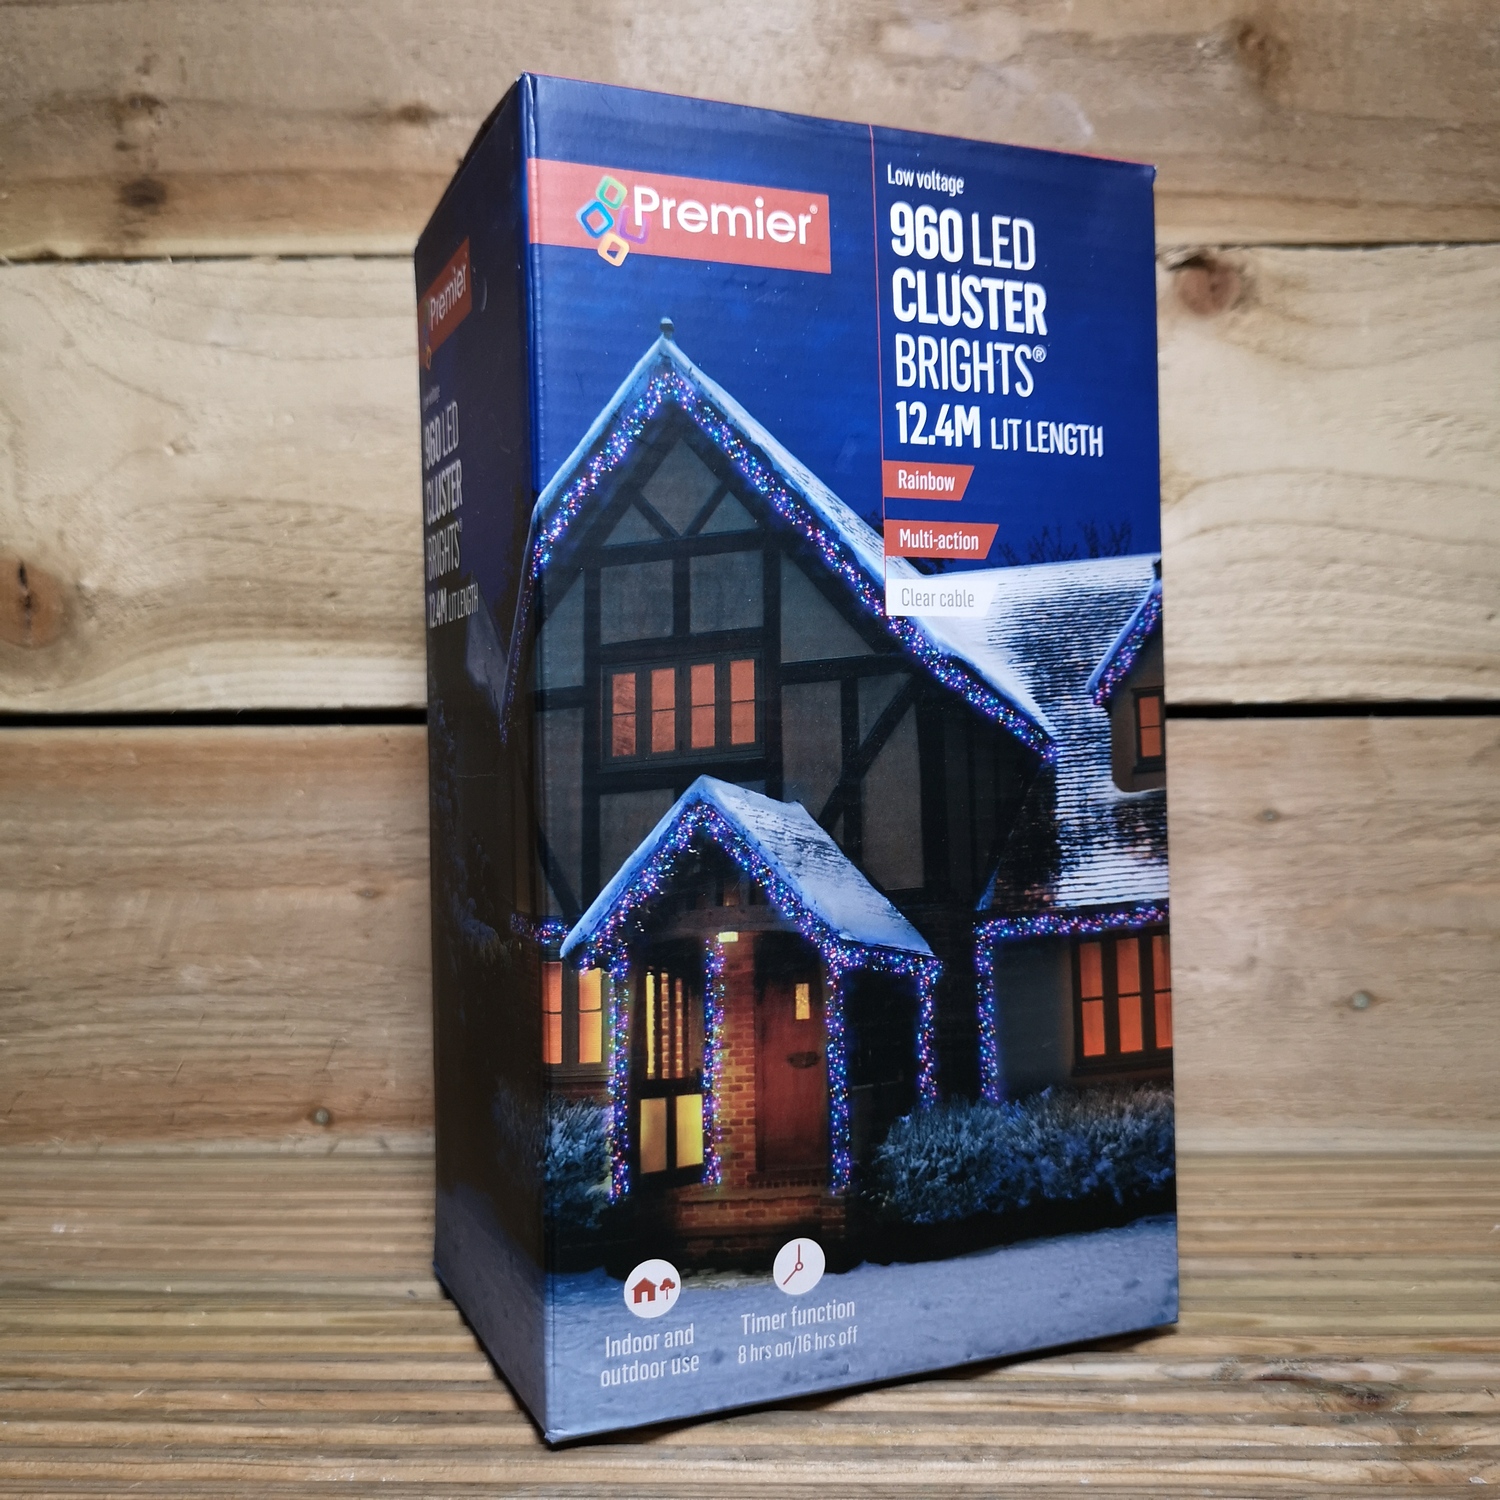 Premier®
Low voltage
960 LED
CLUSTER
BRIGHTS®
12.4M LIT LENGTH
Rainbow
Multi-action
Clear cable
Indoor and
outdoor use
Timer function
8 hrs on/16 hrs off
Premier
960 LED
CLUSTER
BRIGHTS®
12.4M LIT LENGTH